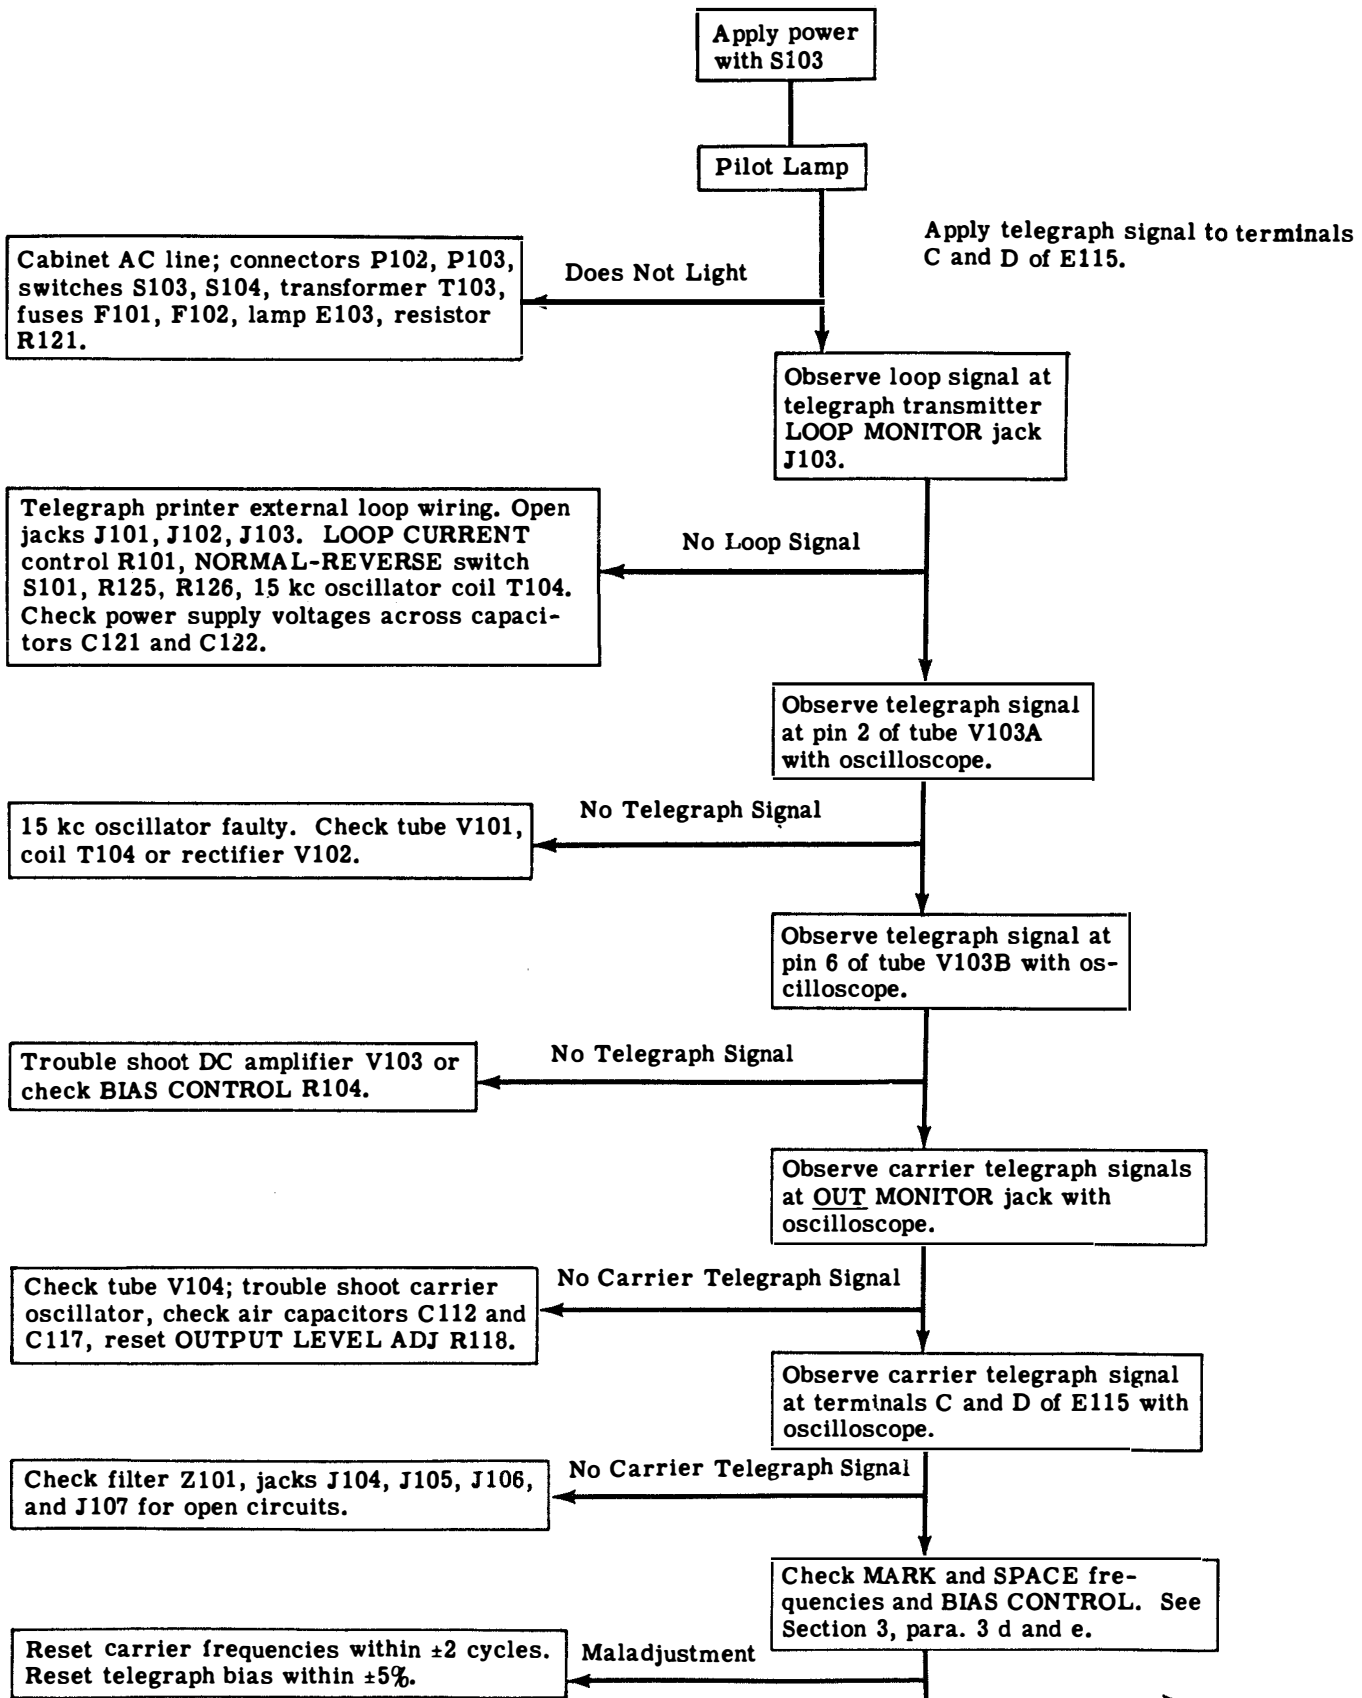 Apply power
with S103
Pilot Lamp
Apply telegraph signal to terminals
C and D of E115.
Does Not Light
Cabinet AC line; connectors P102, P103,
switches S103, S104, transformer T103,
fuses F101, F102, lamp E103, resistor
R121.
Observe loop signal at
telegraph transmitter
LOOP MONITOR jack
J103.
No Loop Signal
Telegraph printer external loop wiring. Open
jacks J101, J102, J103. LOOP CURRENT
control R101, NORMAL-REVERSE switch
S101, R125, R126, 15 kc oscillator coil T104.
Check power supply voltages across capaci-
tors C121 and C122.
Observe telegraph signal
at pin 2 of tube V103A
with oscilloscope.
No Telegraph Signal
15 kc oscillator faulty. Check tube V101,
coil T104 or rectifier V102.
Observe telegraph signal at
pin 6 of tube V103B with os-
cilloscope.
No Telegraph Signal
Trouble shoot DC amplifier V103 or
check BIAS CONTROL R104.
Observe carrier telegraph signals
at OUT MONITOR jack with
oscilloscope.
No Carrier Telegraph Signal
Check tube V104; trouble shoot carrier
oscillator, check air capacitors C112 and
C117, reset OUTPUT LEVEL ADJ R118.
Observe carrier telegraph signal
at terminals C and D of E115 with
oscilloscope.
No Carrier Telegraph Signal
Check filter Z101, jacks J104, J105, J106,
and J107 for open circuits.
Check MARK and SPACE fre-
quencies and BIAS CONTROL. See
Section 3, para. 3 d and e.
Maladjustment
Reset carrier frequencies within ±2 cycles.
Reset telegraph bias within ±5%.